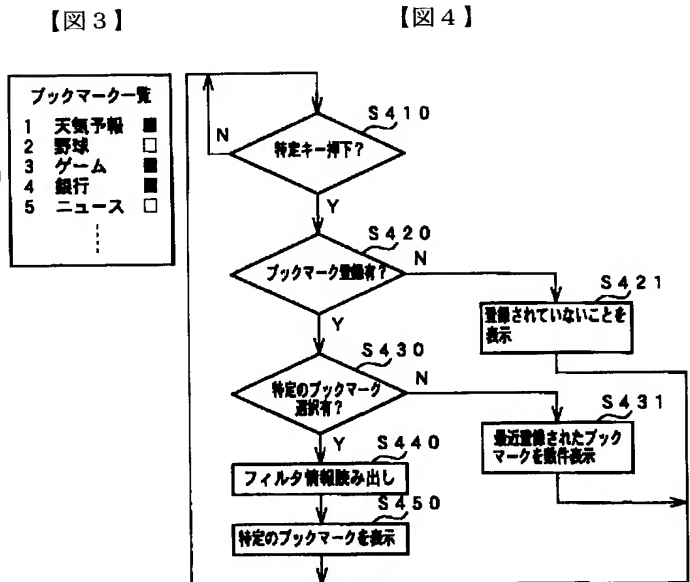 【図３】
ブックマーク一覧
1 天気予報 ■
2 野球 □
3 ゲーム ■
4 銀行 ■
5 ニュース □
【図４】
S410
特定キー押下？
N
Y
S420
ブックマーク登録有？
N
Y
S421
登録されていないことを
表示
S430
特定のブックマーク
選択有？
N
Y
S431
最近登録されたブック
マークを数件表示
S440
フィルタ情報読み出し
S450
特定のブックマークを表示